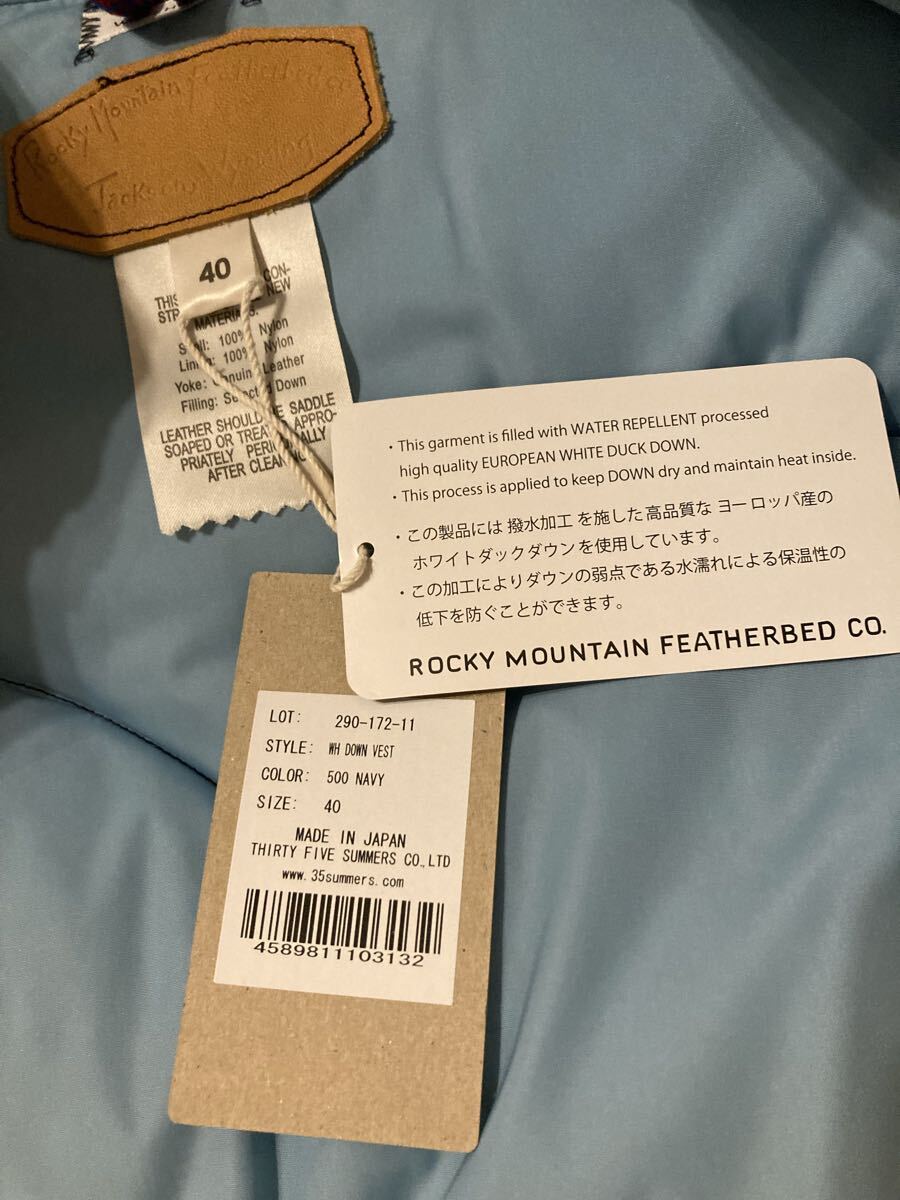 Rocky Mountain featherbed co
Jackson, Wyoming
40
THIS CON-
STR NEW
MATERIALS:
Shell: 100% Nylon
Lining: 100% Nylon
Yoke: Genuine Leather
Filling: Selected Down
LEATHER SHOULD BE SADDLE
SOAPED OR TREATED APPRO-
PRIATELY PERIODICALLY
AFTER CLEANING
・This garment is filled with WATER REPELLENT processed
high quality EUROPEAN WHITE DUCK DOWN.
・This process is applied to keep DOWN dry and maintain heat inside.
・この製品には 撥水加工 を施した高品質な ヨーロッパ産の
ホワイトダックダウンを使用しています。
・この加工によりダウンの弱点である水濡れによる保温性の
低下を防ぐことができます。
ROCKY MOUNTAIN FEATHERBED CO.
LOT: 290-172-11
STYLE: WH DOWN VEST
COLOR: 500 NAVY
SIZE: 40
MADE IN JAPAN
THIRTY FIVE SUMMERS CO.,LTD
www.35summers.com
4589811103132